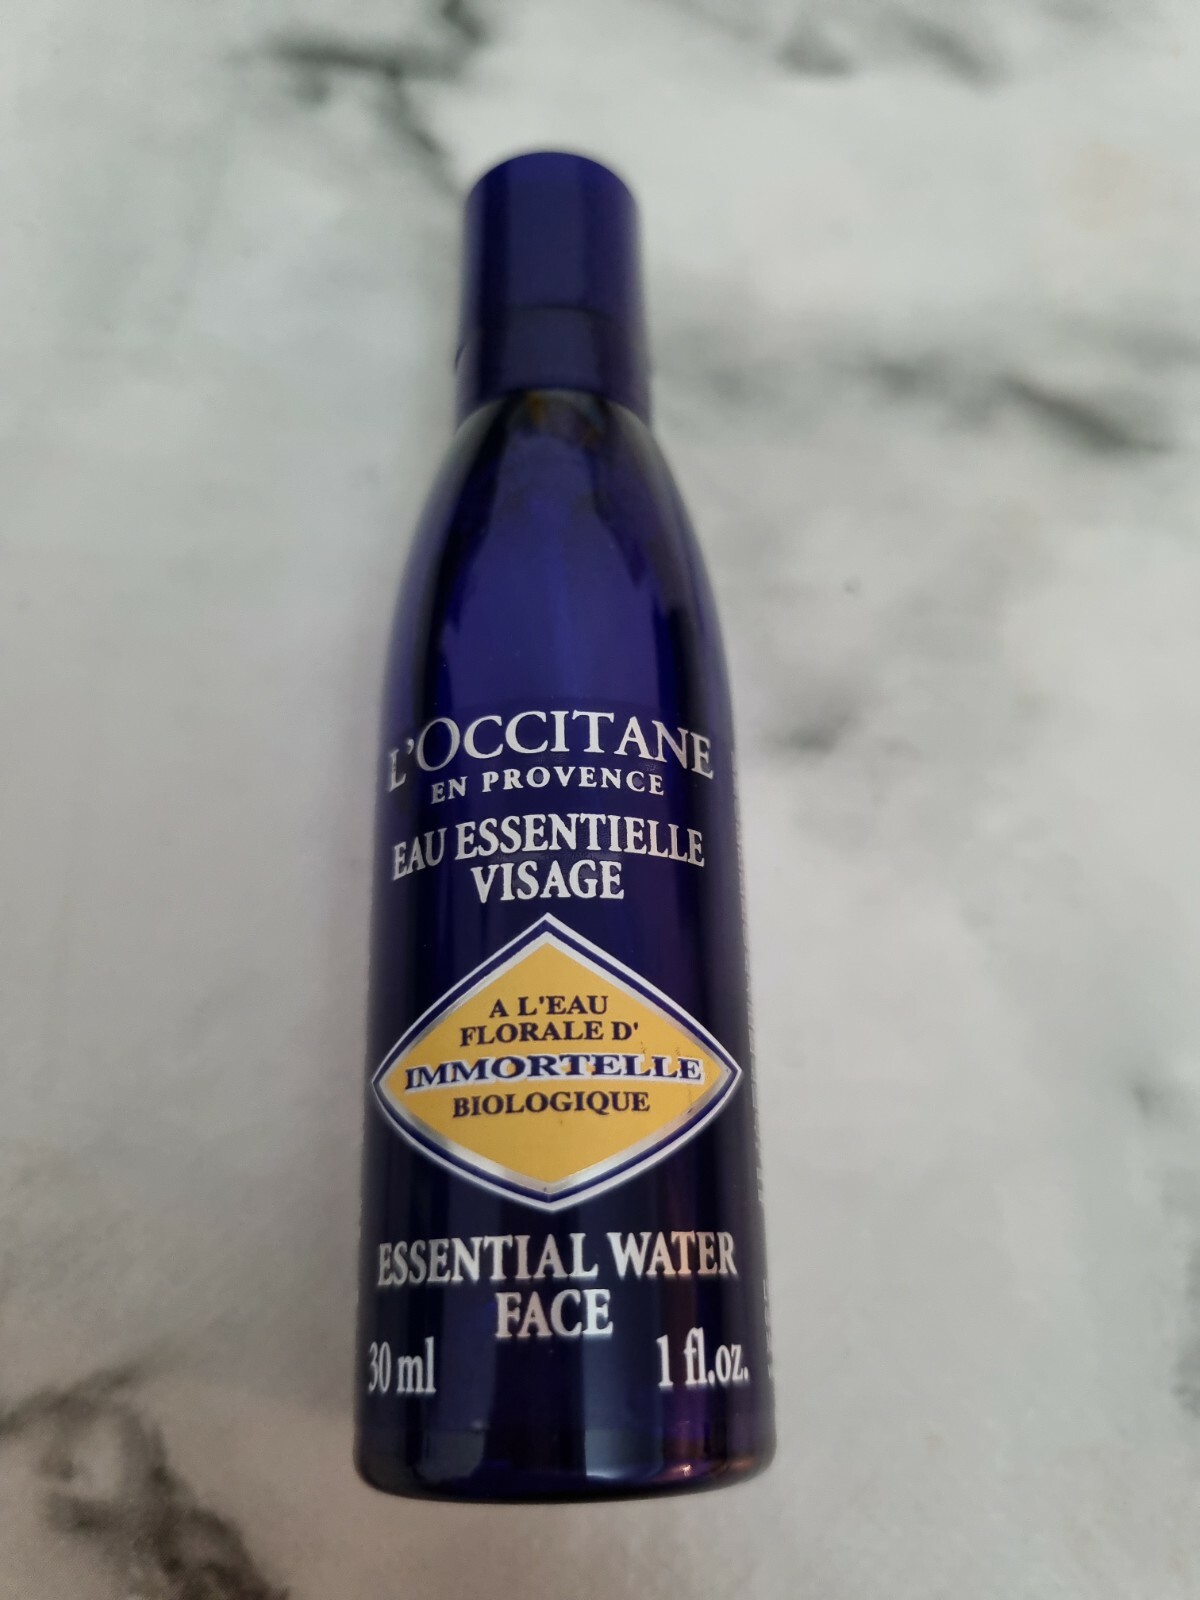 L'OCCITANE
EN PROVENCE
EAU ESSENTIELLE
VISAGE
A L'EAU
FLORALE D'
IMMORTELLE
BIOLOGIQUE
ESSENTIAL WATER
FACE
30 ml 1 fl.oz.